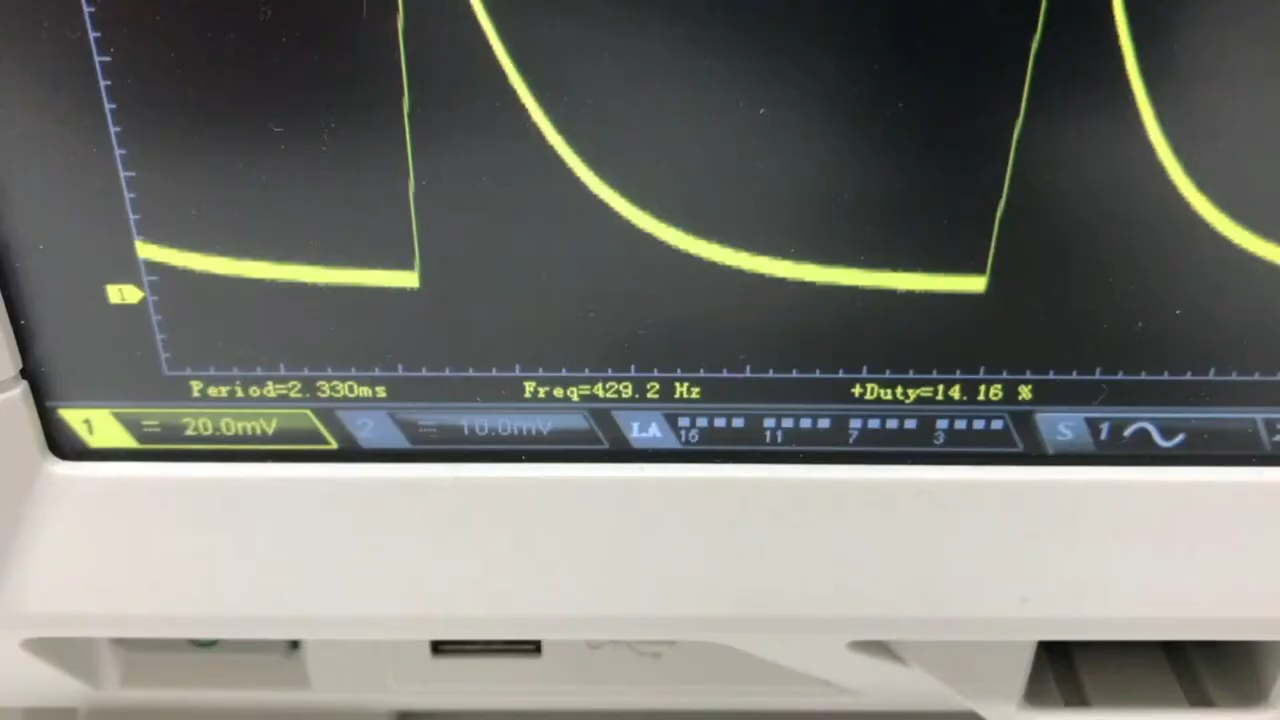 1
Period=2.330ms Freq=429.2 Hz +Duty=14.16 %
1 20.0mV 2 10.0mV LA 16 11 7 3 S 1